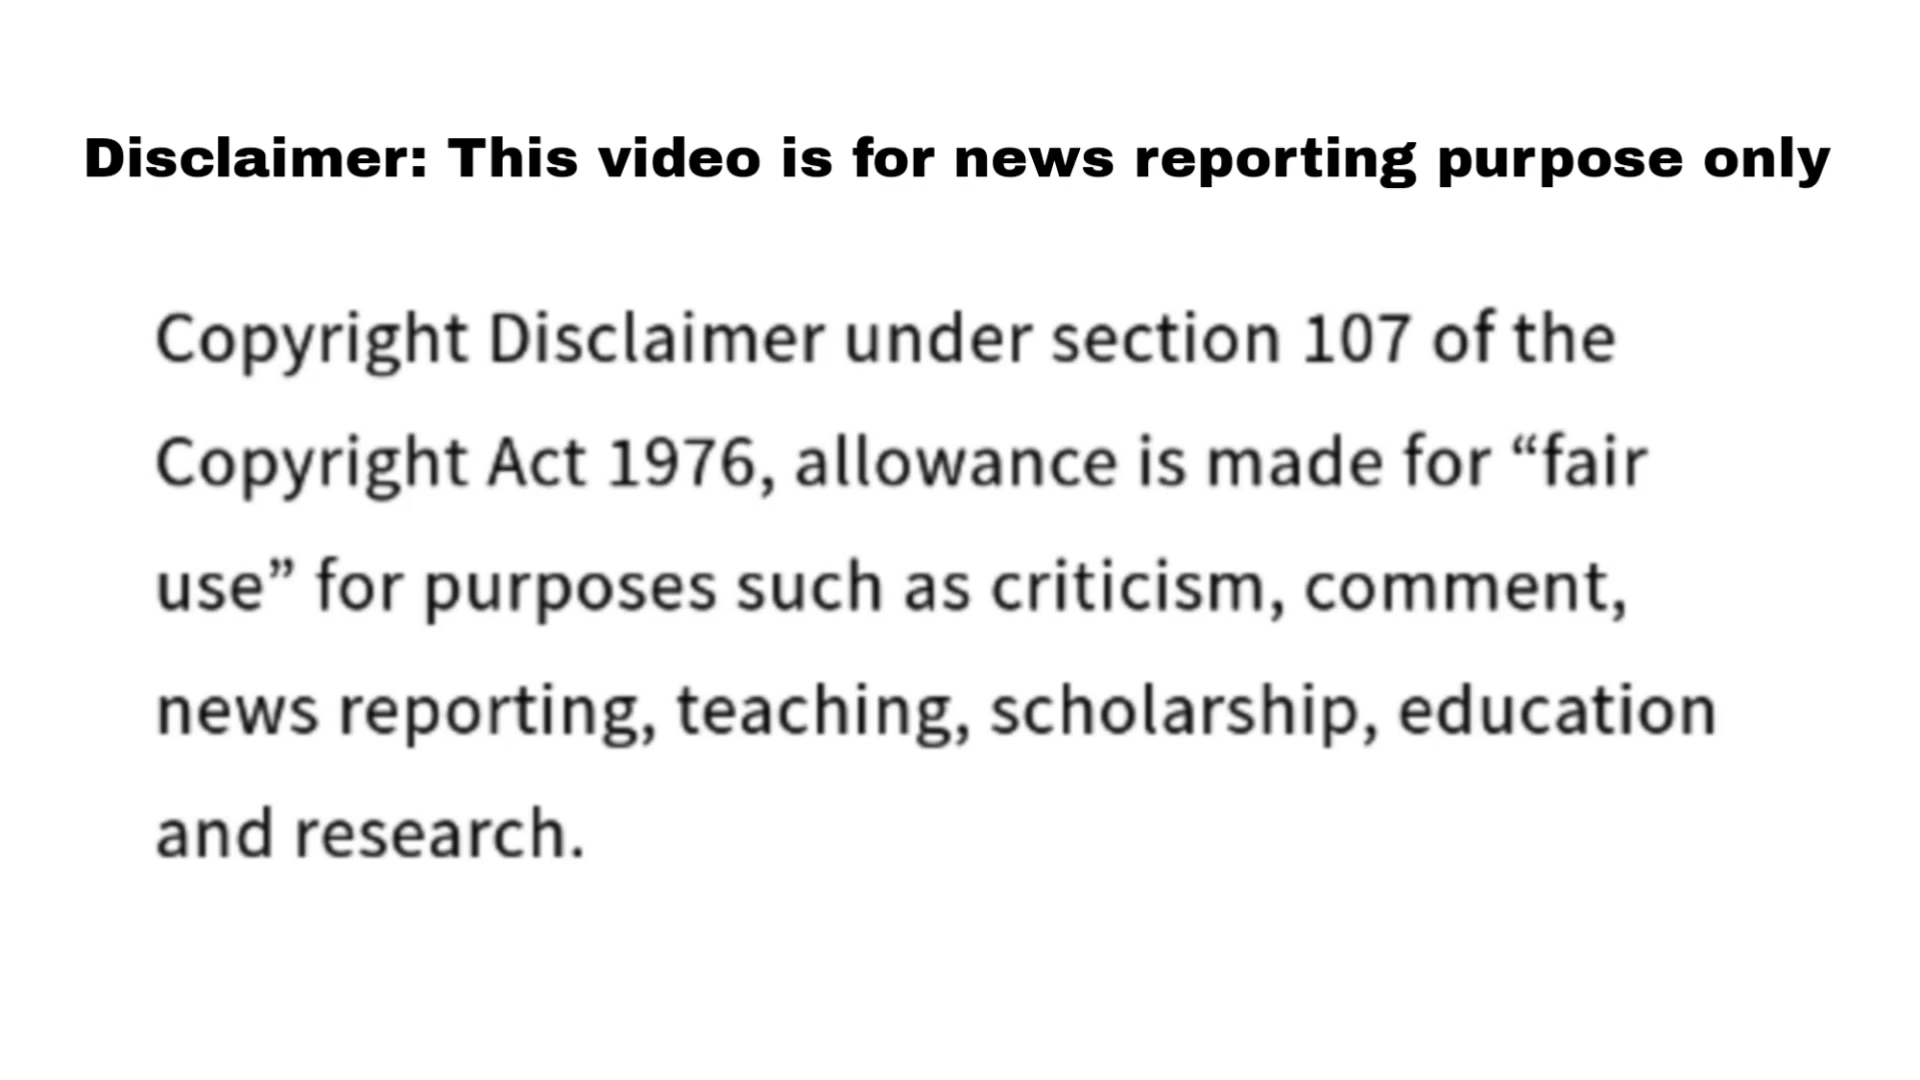 Disclaimer: This video is for news reporting purpose only
Copyright Disclaimer under section 107 of the
Copyright Act 1976, allowance is made for “fair
use” for purposes such as criticism, comment,
news reporting, teaching, scholarship, education
and research.